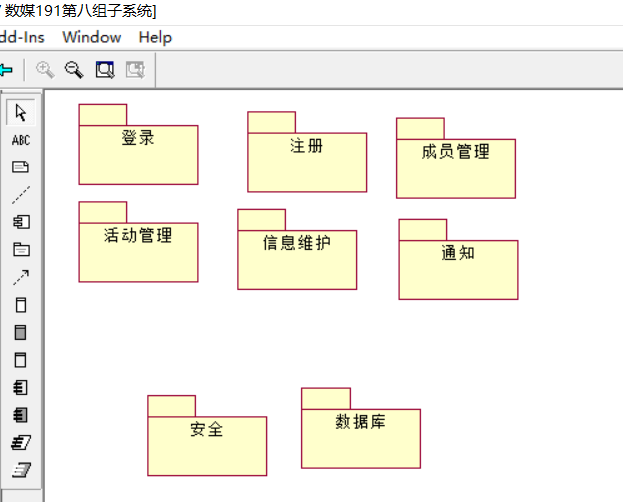 数媒191第八组子系统]
dd-Ins Window Help
ABC
登录
注册
成员管理
活动管理
信息维护
通知
安全
数据库